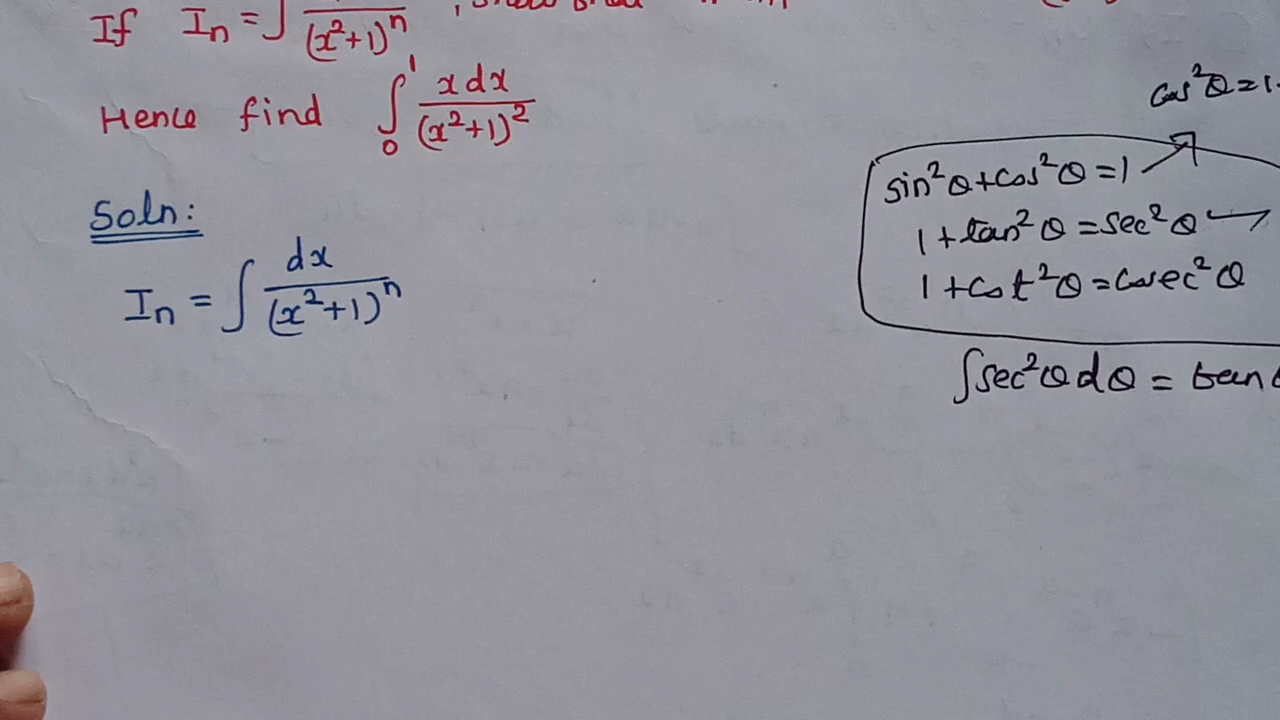 If Iₙ = ∫ ——— (x²+1)ⁿ
Hence find ∫₀¹ x dx / (x²+1)²
Soln:
Iₙ = ∫ dx / (x²+1)ⁿ
cos²θ = 1
sin²θ + cos²θ = 1
1 + tan²θ = sec²θ
1 + cot²θ = cosec²θ
∫sec²θ dθ = tan